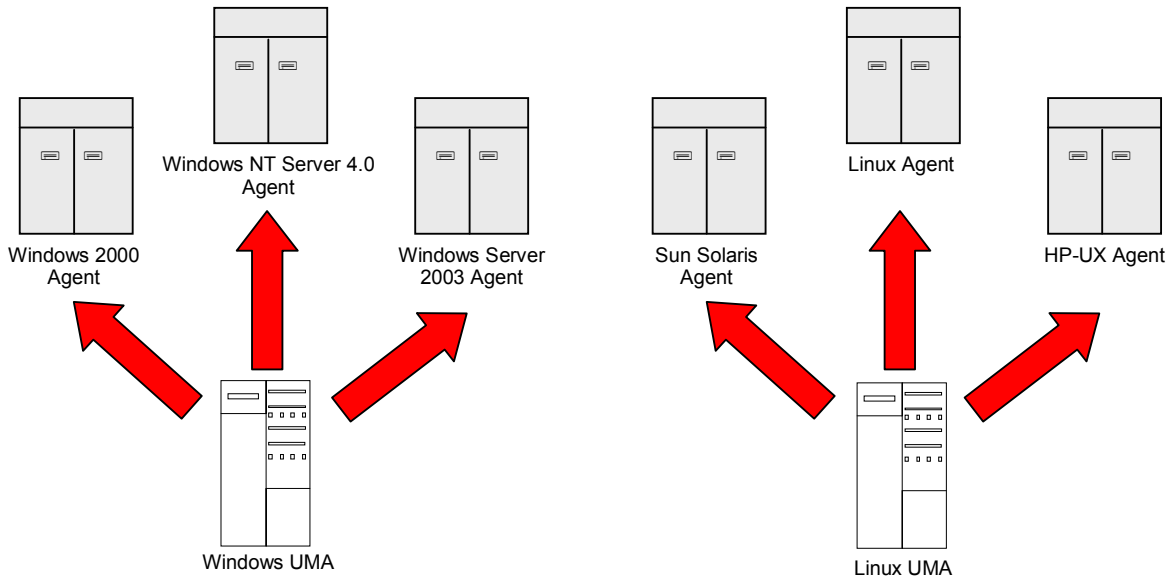 Windows NT Server 4.0
Agent
Windows 2000
Agent
Windows Server
2003 Agent
Windows UMA
Linux Agent
Sun Solaris
Agent
HP-UX Agent
Linux UMA